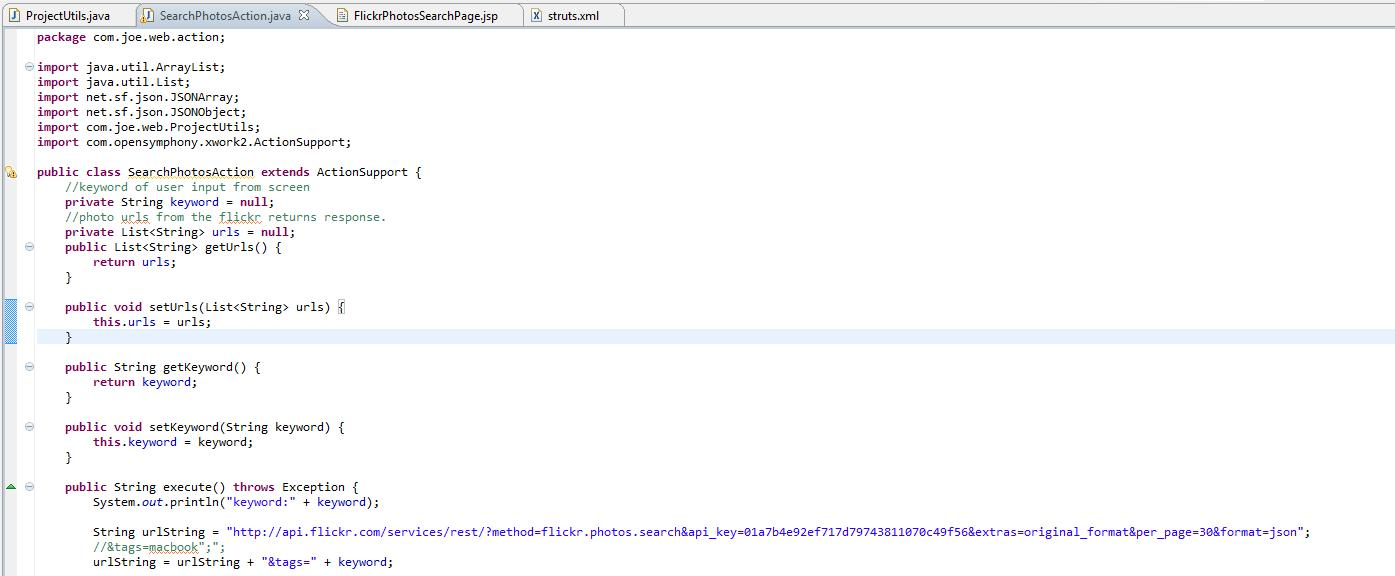 ProjectUtils.java SearchPhotosAction.java FlickrPhotosSearchPage.jsp struts.xml
package com.joe.web.action;
import java.util.ArrayList;
import java.util.List;
import net.sf.json.JSONArray;
import net.sf.json.JSONObject;
import com.joe.web.ProjectUtils;
import com.opensymphony.xwork2.ActionSupport;
public class SearchPhotosAction extends ActionSupport {
//keyword of user input from screen
private String keyword = null;
//photo urls from the flickr returns response.
private List<String> urls = null;
public List<String> getUrls() {
return urls;
}
public void setUrls(List<String> urls) {
this.urls = urls;
}
public String getKeyword() {
return keyword;
}
public void setKeyword(String keyword) {
this.keyword = keyword;
}
public String execute() throws Exception {
System.out.println("keyword:" + keyword);
String urlString = "http://api.flickr.com/services/rest/?method=flickr.photos.search&api_key=01a7b4e92ef717d79743811070c49f56&extras=original_format&per_page=30&format=json";
//&tags=macbook";";
urlString = urlString + "&tags=" + keyword;